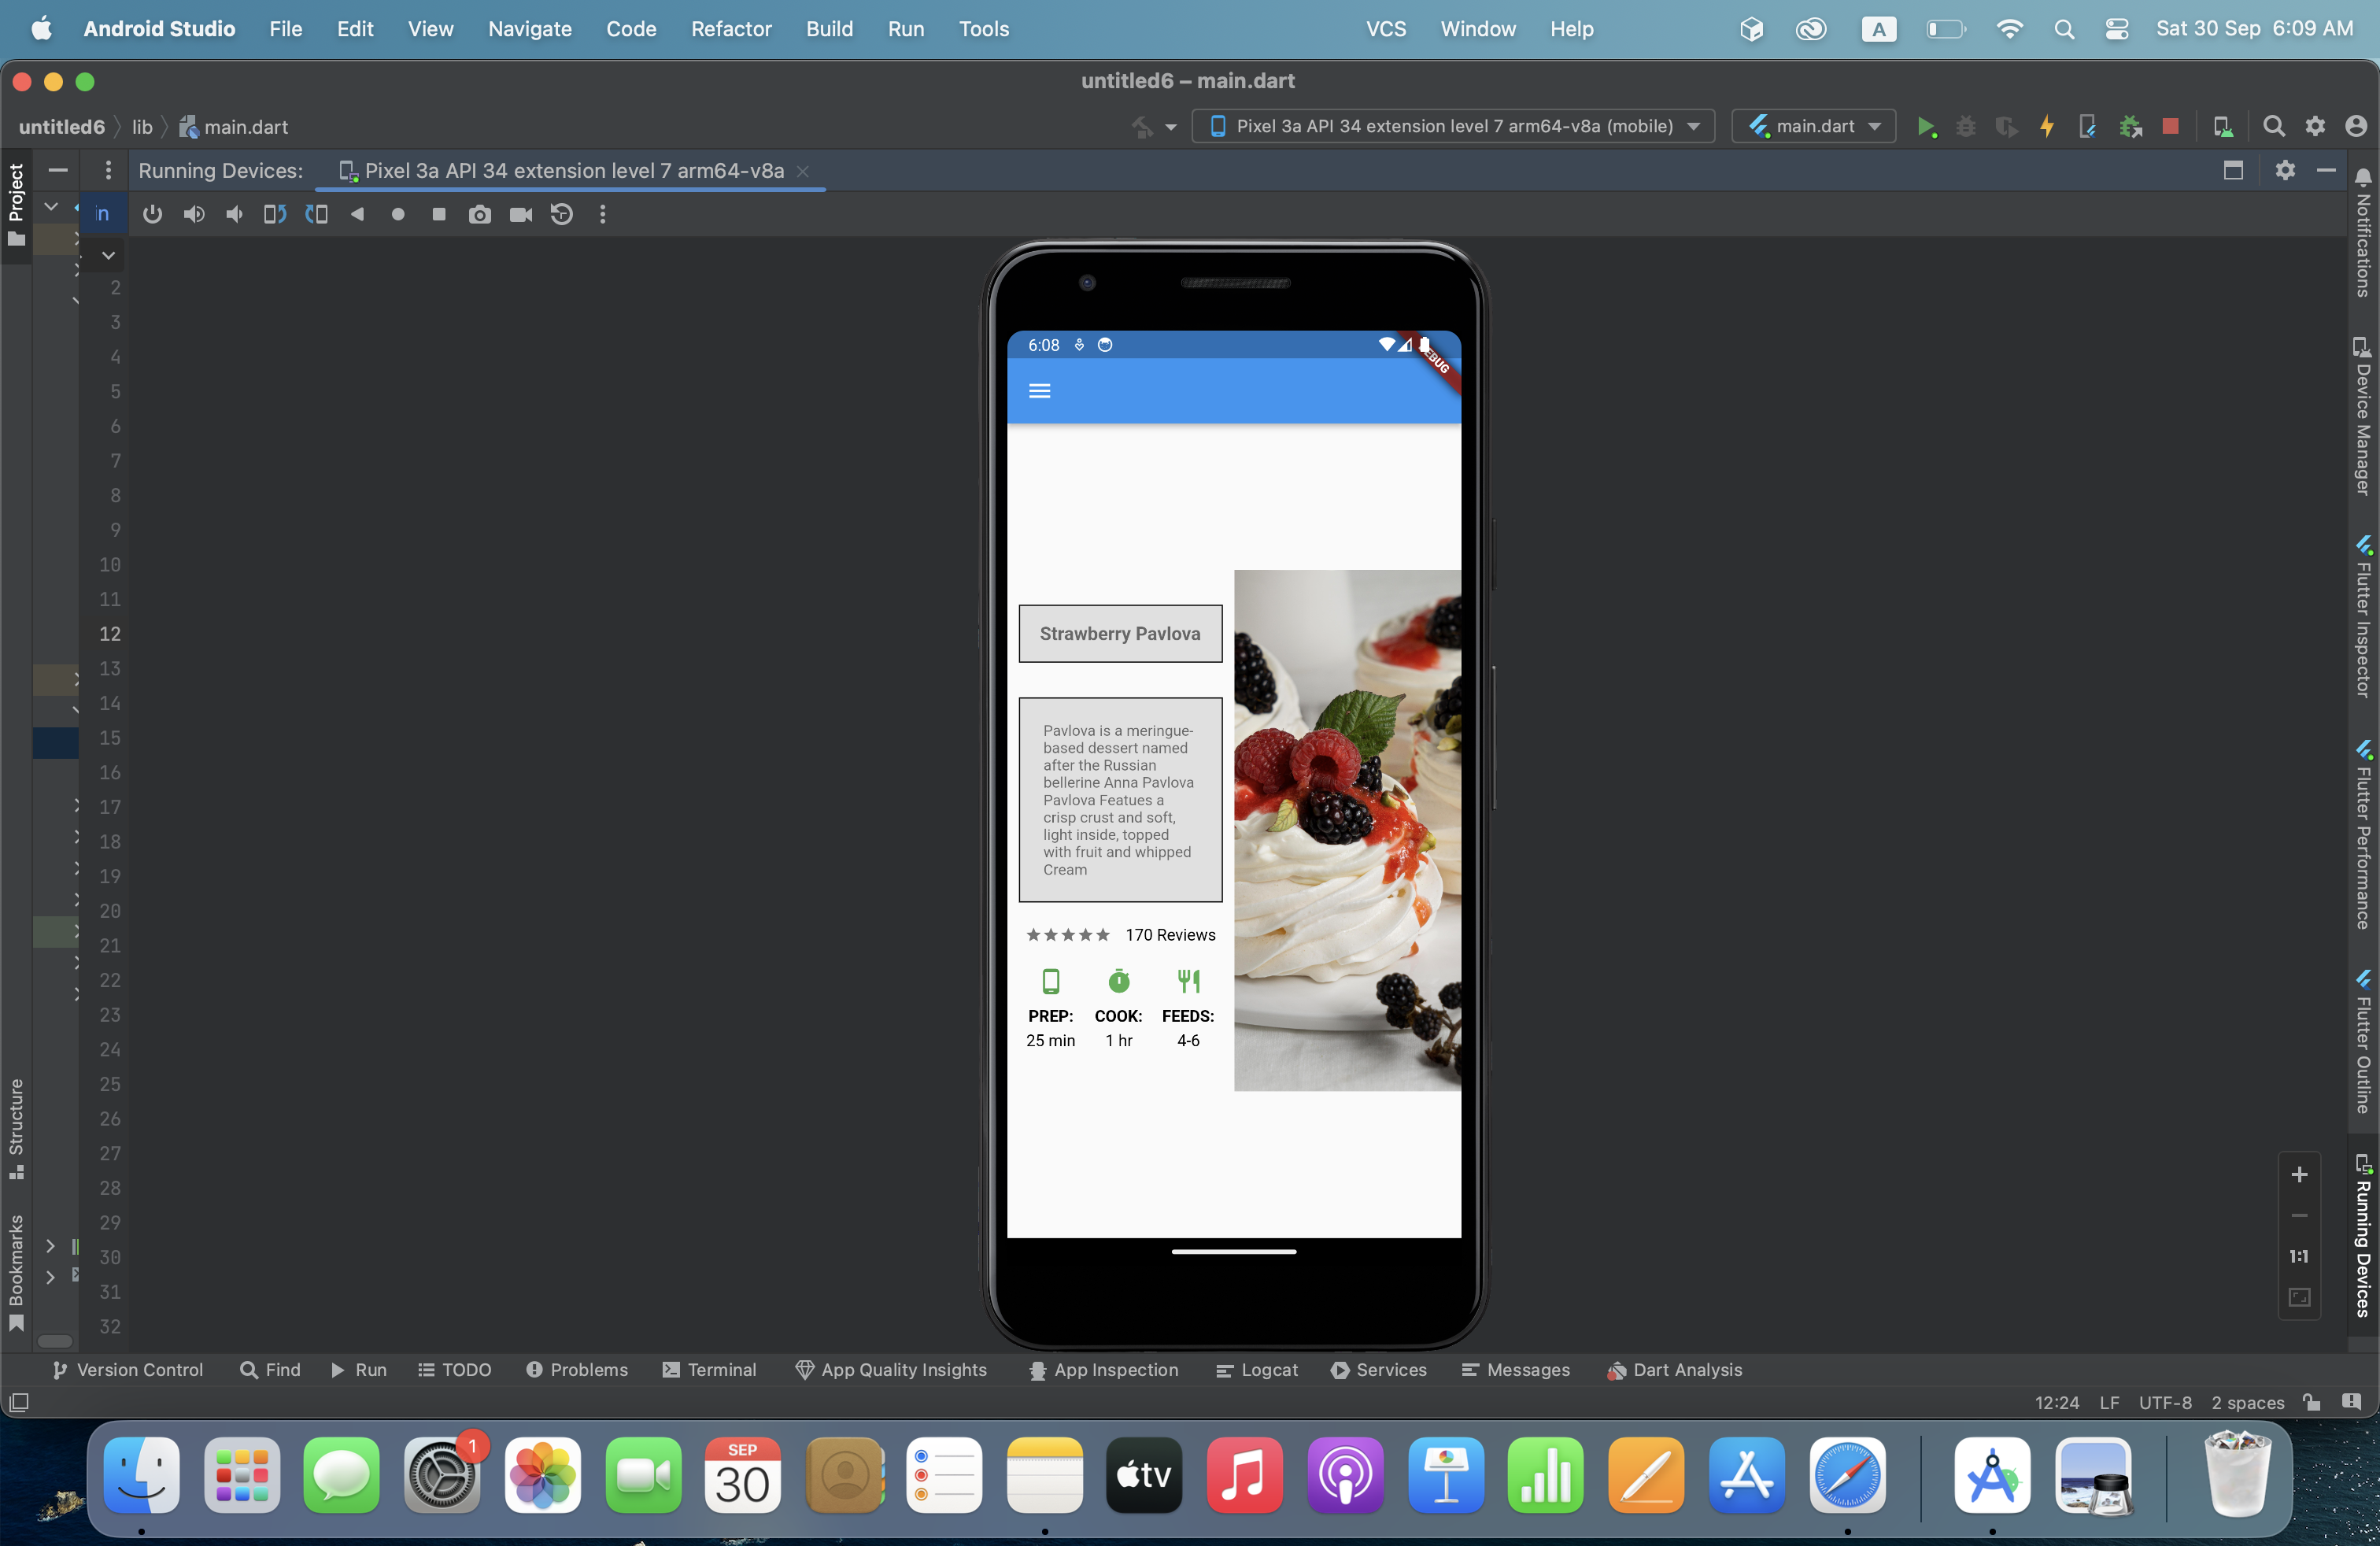 Android Studio File Edit View Navigate Code Refactor Build Run Tools VCS Window Help A Sat 30 Sep 6:09 AM
untitled6 – main.dart
untitled6 lib main.dart Pixel 3a API 34 extension level 7 arm64-v8a (mobile) main.dart
Running Devices: Pixel 3a API 34 extension level 7 arm64-v8a
in
Project
Structure
Bookmarks
2
3
4
5
6
7
8
9
10
11
12
13
14
15
16
17
18
19
20
21
22
23
24
25
26
27
28
29
30
31
32
6:08
Strawberry Pavlova
Pavlova is a meringue-
based dessert named
after the Russian
bellerine Anna Pavlova
Pavlova Featues a
crisp crust and soft,
light inside, topped
with fruit and whipped
Cream
170 Reviews
PREP: COOK: FEEDS:
25 min 1 hr 4-6
Notifications
Device Manager
Flutter Inspector
Flutter Performance
Flutter Outline
Running Devices
1:1
Version Control Find Run TODO Problems Terminal App Quality Insights App Inspection Logcat Services Messages Dart Analysis
12:24 LF UTF-8 2 spaces
1
SEP
30
tv